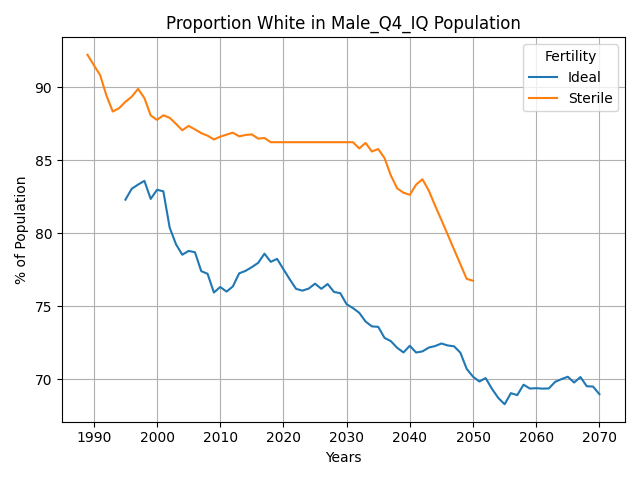 Proportion White in Male_Q4_IQ Population
Fertility
Ideal
Sterile
% of Population
90
85
80
75
70
1990 2000 2010 2020 2030 2040 2050 2060 2070
Years